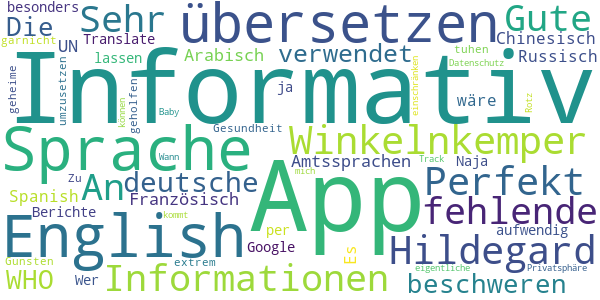 besonders
Die Sehr übersetzen Gute
garnicht UN Translate Arabisch verwendet Chinesisch
geheime umzusetzen lassen tuhen Datenschutz Russisch
Informativ
können geholfen Baby ja einschränken wäre Rotz
Gesundheit
Sprache Wann Winkelnkemper
Amtssprachen Track Naja
Zu An deutsche mich Perfekt
Spanish Französisch App fehlende
Berichte kommt aufwendig
English per Google Es Hildegard
Gunsten extrem eigentliche Privatsphäre
WHO Wer Informationen beschweren